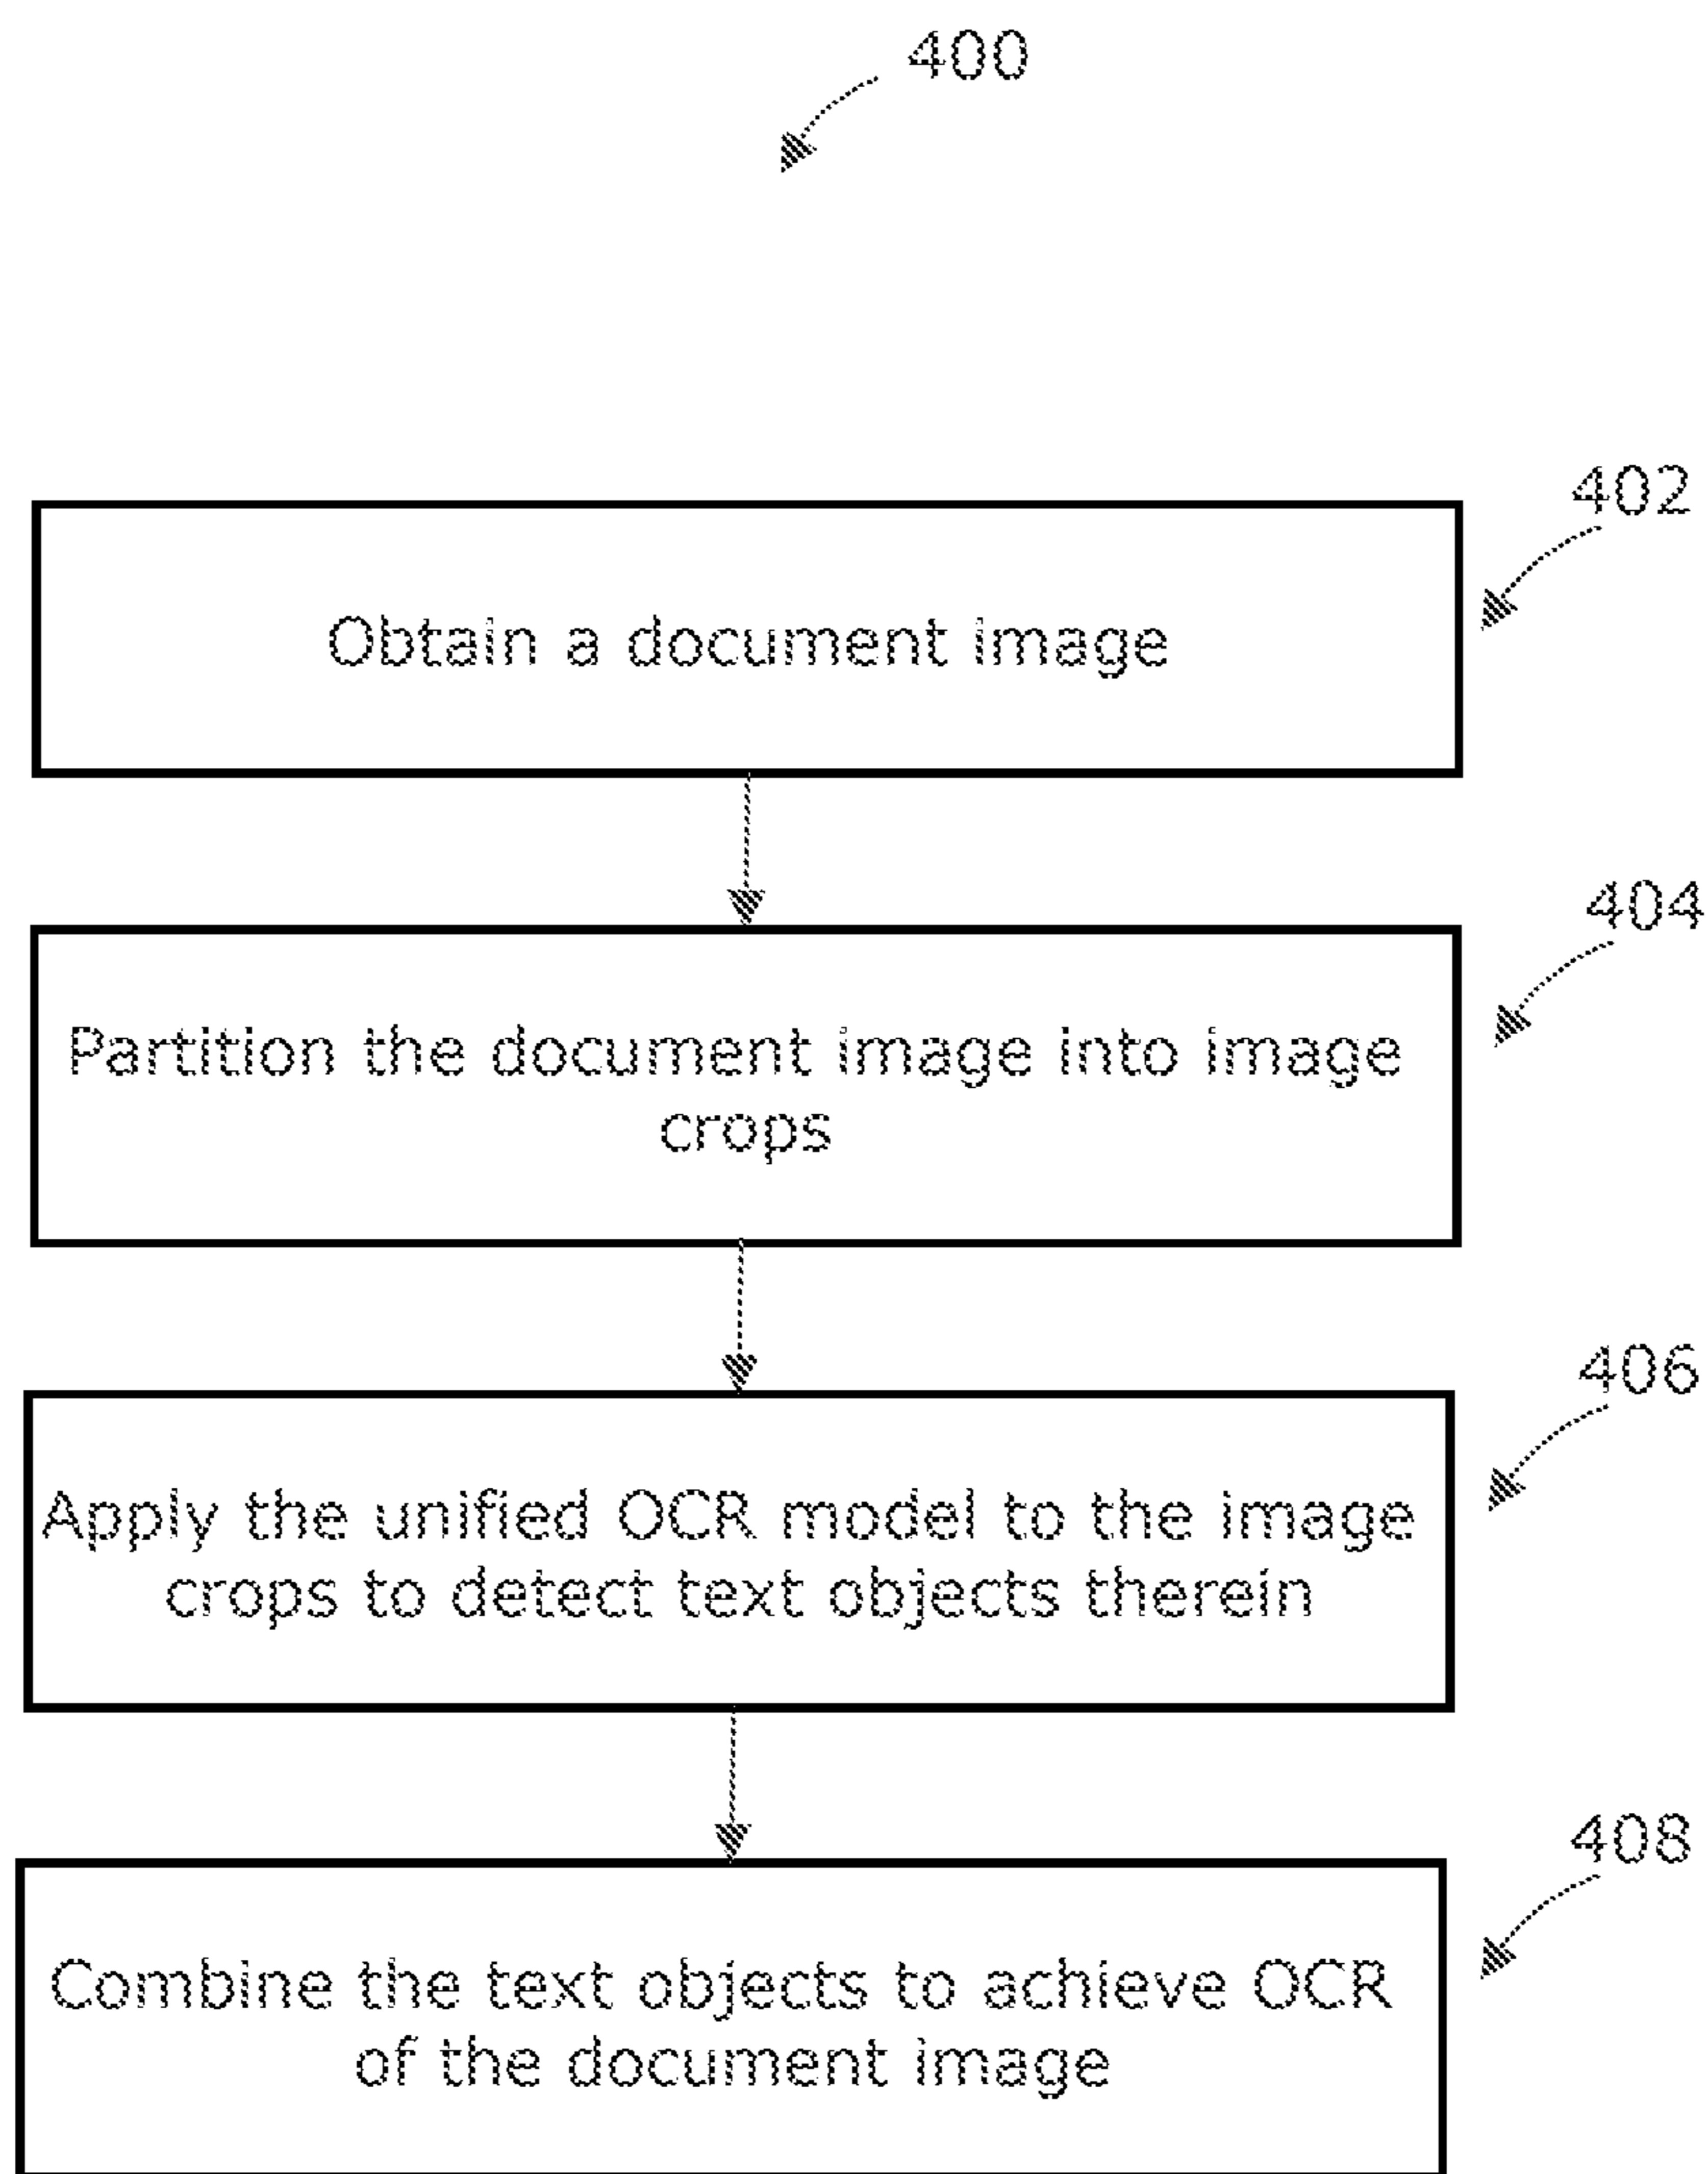 400
402
Obtain a document image
404
Partition the document image into image
crops
406
Apply the unified OCR model to the image
crops to detect text objects therein
408
Combine the text objects to achieve OCR
of the document image